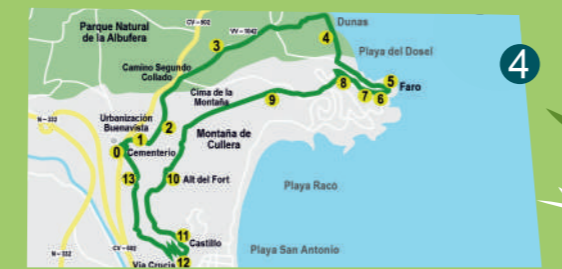 Parque Natural
de la Albufera
CV - 502
VV - 1042
Dunas
Playa del Dosel
4
3
4
Camino Segundo
Collado
Cima de la
Montaña
5
Faro
8
7
6
9
N - 332
Urbanización
Buenavista
1
2
0
Cementerio
Montaña de
Cullera
13
10
Alt del Fort
Playa Racó
11
Castillo
Playa San Antonio
N - 332
CV - 502
Vía Crucis
12